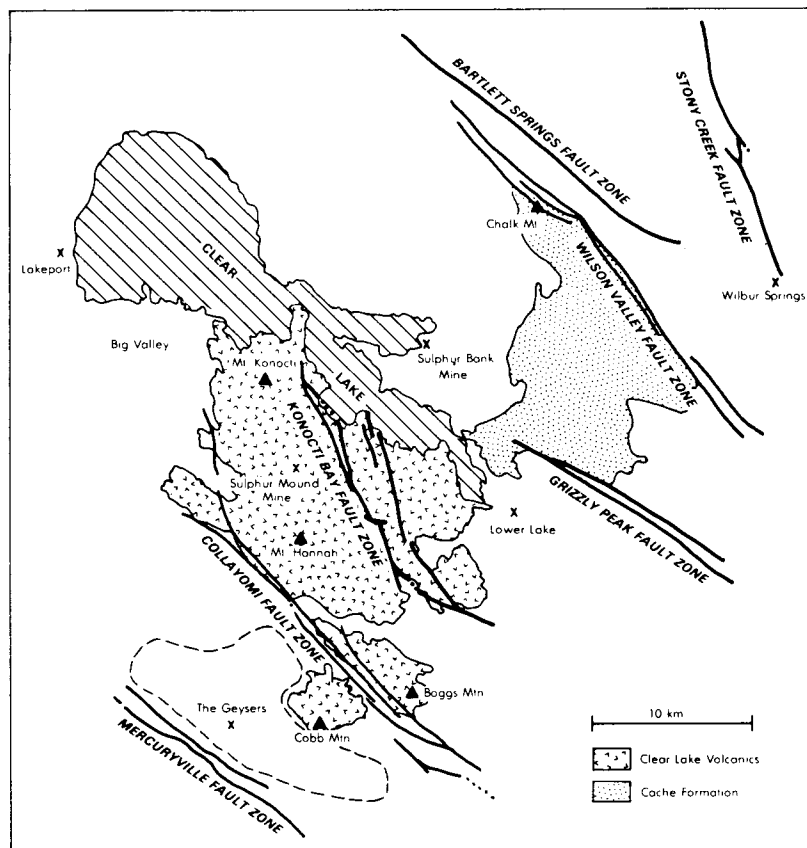 BARTLETT SPRINGS FAULT ZONE
STONY CREEK FAULT ZONE
Chalk Mt
Lakeport
CLEAR
WILSON VALLEY FAULT ZONE
Wilbur Springs
Big Valley
Sulphur Bank
Mine
Mt Konocti
LAKE
KONOCTI BAY FAULT ZONE
Sulphur Mound
Mine
Lower Lake
GRIZZLY PEAK FAULT ZONE
Mt Hannah
COLLAYOMI FAULT ZONE
The Geysers
Boggs Mtn
Cobb Mtn
MERCURYVILLE FAULT ZONE
10 km
Clear Lake Volcanics
Cache Formation